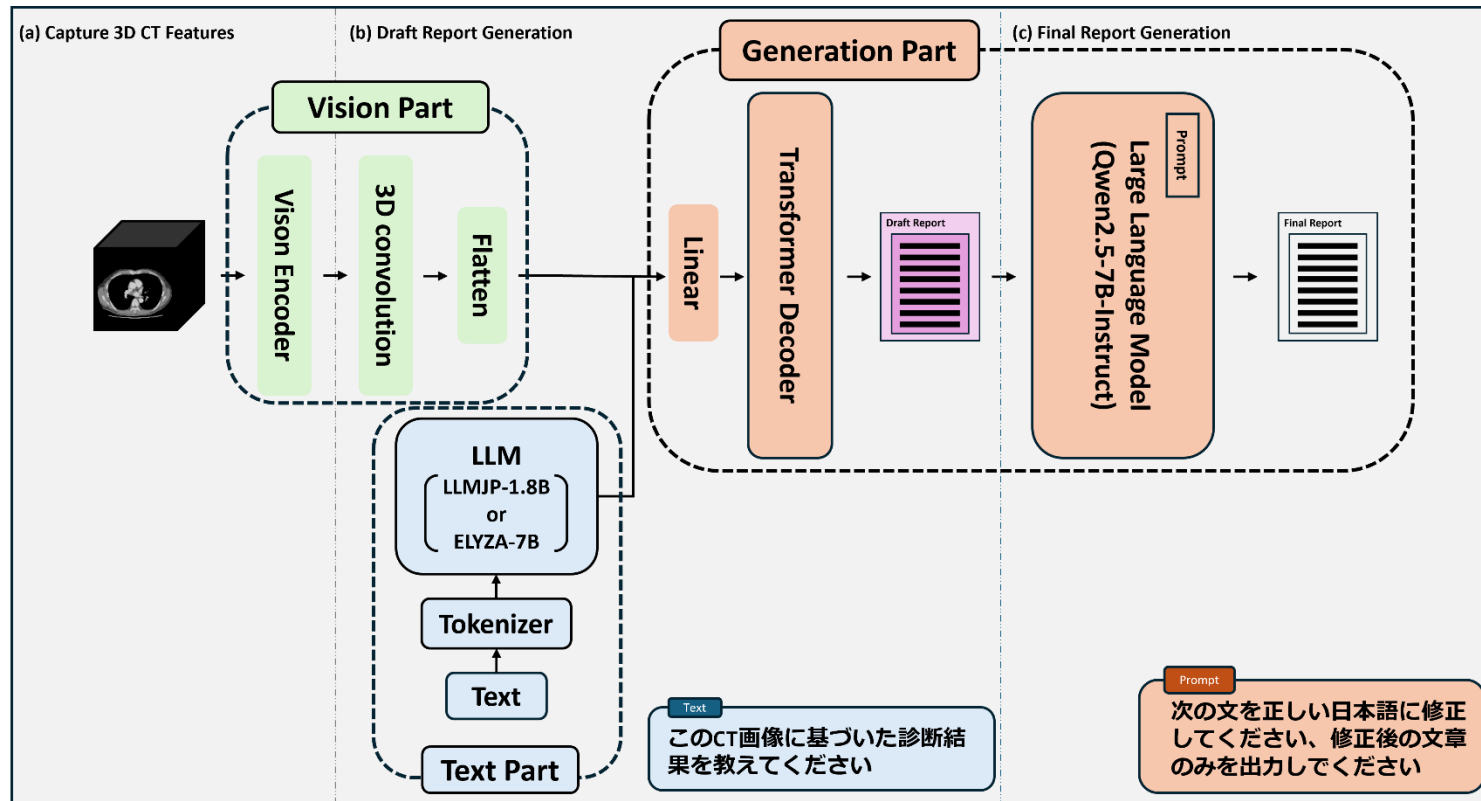 (a) Capture 3D CT Features
(b) Draft Report Generation
(c) Final Report Generation
Vision Part
Generation Part
Vison Encoder
3D convolution
Flatten
Linear
Transformer Decoder
Draft Report
Large Language Model
(Qwen2.5-7B-Instruct)
Prompt
Final Report
LLM
LLMJP-1.8B
or
ELYZA-7B
Tokenizer
Text
Text Part
Text
このCT画像に基づいた診断結
果を教えてください
Prompt
次の文を正しい日本語に修正
してください、修正後の文章
のみを出力しでください